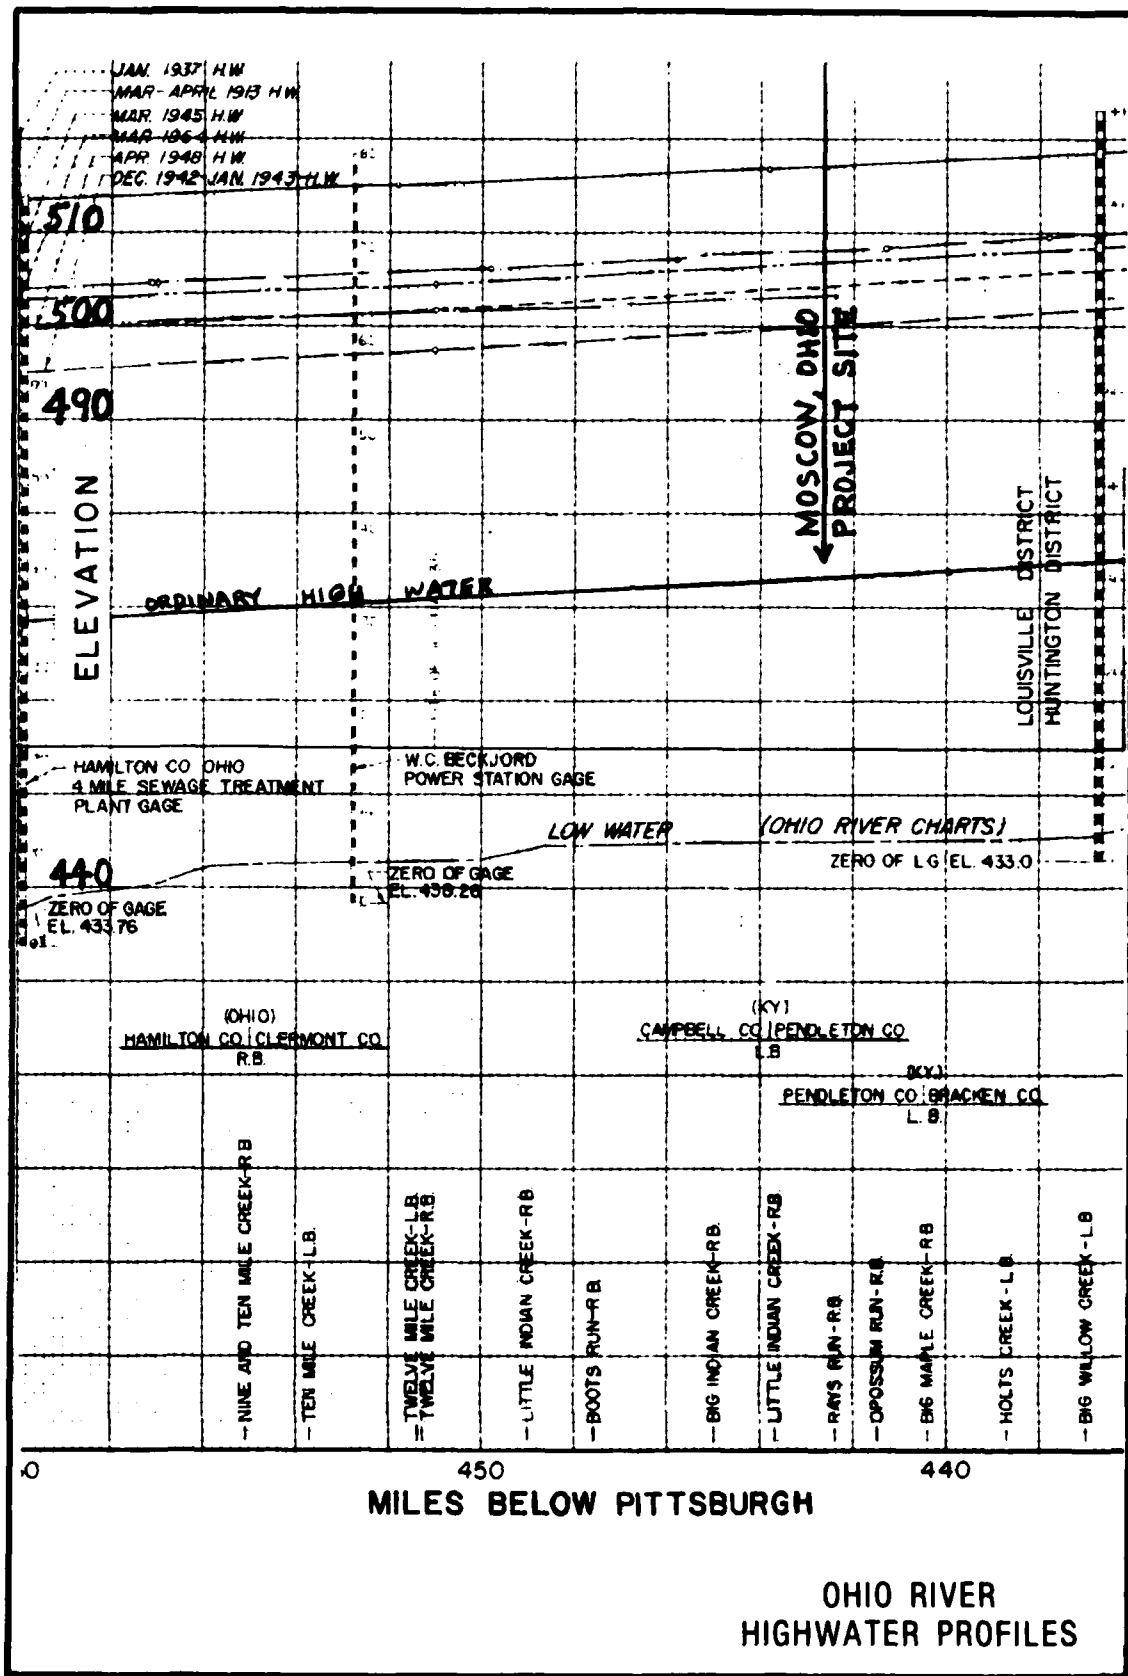 JAN. 1937 H.W.
MAR-APRIL 1913 H.W.
MAR. 1945 H.W.
MAR 1964 H.W.
APR. 1948 H.W.
DEC. 1942-JAN. 1943 H.W.
510
500
490
ELEVATION
MOSCOW, OHIO
PROJECT SITE
ORDINARY HIGH WATER
LOUISVILLE DISTRICT
HUNTINGTON DISTRICT
HAMILTON CO OHIO
4 MILE SEWAGE TREATMENT
PLANT GAGE
W.C. BECKJORD
POWER STATION GAGE
LOW WATER (OHIO RIVER CHARTS)
ZERO OF L.G. EL. 433.0
440
ZERO OF GAGE
EL. 433.76
ZERO OF GAGE
(OHIO)
HAMILTON CO CLERMONT CO
R.B.
(KY)
CAMPBELL CO PENDLETON CO
L.B
(KY.)
PENDLETON CO BRACKEN CO
L. B.
NINE AND TEN MILE CREEK-R B
TEN MILE CREEK-L.B.
TWELVE MILE CREEK-L.B.
TWELVE MILE CREEK-R.B.
LITTLE INDIAN CREEK-R B
BOOTS RUN-R B.
BIG INDIAN CREEK-R.B.
LITTLE INDIAN CREEK-R.B.
RAYS RUN-R.B.
OPOSSUM RUN-R.B.
BIG MAPLE CREEK-R B
HOLTS CREEK-L B.
BIG WILLOW CREEK-L B
450
440
MILES BELOW PITTSBURGH
OHIO RIVER
HIGHWATER PROFILES